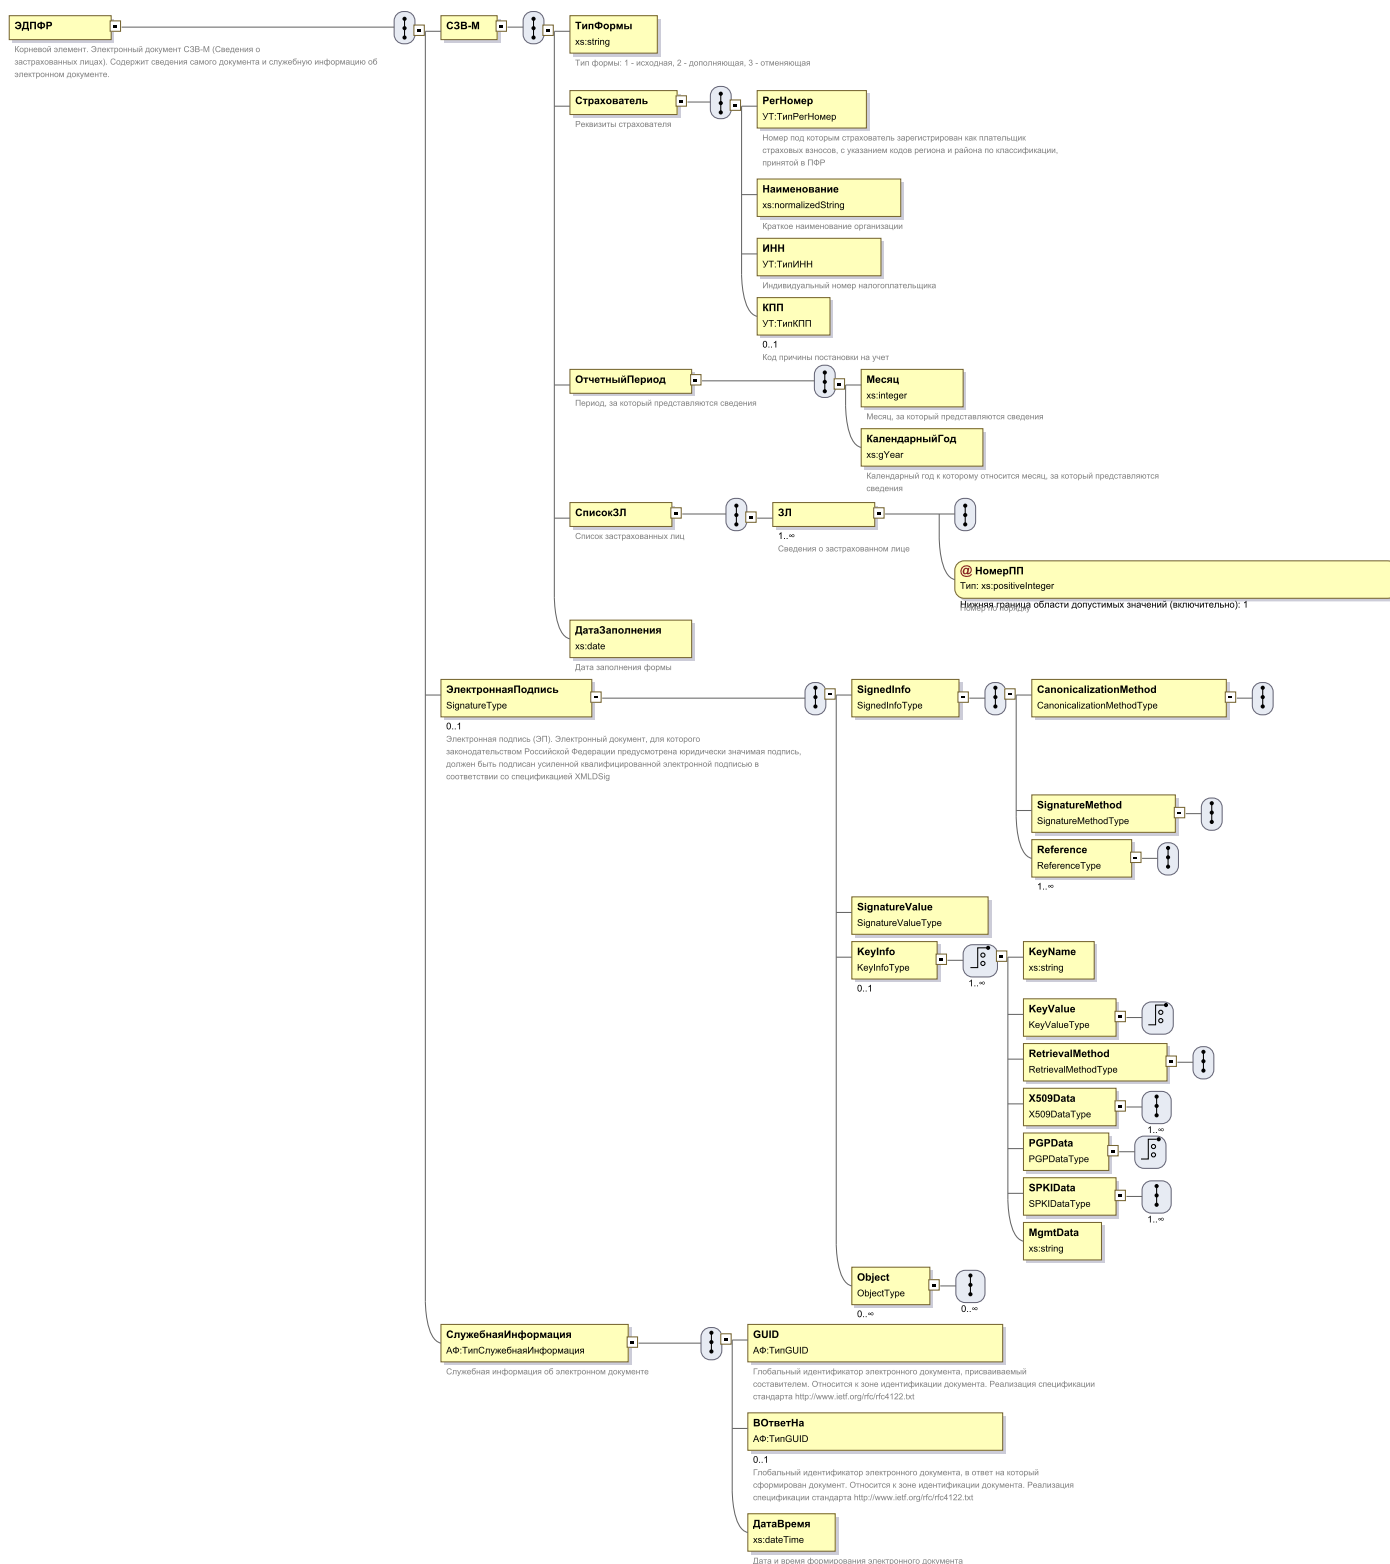 ЭДПФР
Корневой элемент. Электронный документ СЗВ-М (Сведения о
застрахованных лицах). Содержит сведения самого документа и служебную информацию об
электронном документе.
СЗВ-М
ТипФормы
xs:string
Тип формы: 1 - исходная, 2 - дополняющая, 3 - отменяющая
Страхователь
Реквизиты страхователя
РегНомер
УТ:ТипРегНомер
Номер под которым страхователь зарегистрирован как плательщик
страховых взносов, с указанием кодов региона и района по классификации,
принятой в ПФР
Наименование
xs:normalizedString
Краткое наименование организации
ИНН
УТ:ТипИНН
Индивидуальный номер налогоплательщика
КПП
УТ:ТипКПП
0..1
Код причины постановки на учет
ОтчетныйПериод
Период, за который представляются сведения
Месяц
xs:integer
Месяц, за который представляются сведения
КалендарныйГод
xs:gYear
Календарный год к которому относится месяц, за который представляются
сведения
СписокЗЛ
Список застрахованных лиц
ЗЛ
1..∞
Сведения о застрахованном лице
@ НомерПП
Тип: xs:positiveInteger
Нижняя граница области допустимых значений (включительно): 1
Номер по порядку
ДатаЗаполнения
xs:date
Дата заполнения формы
ЭлектроннаяПодпись
SignatureType
0..1
Электронная подпись (ЭП). Электронный документ, для которого
законодательством Российской Федерации предусмотрена юридически значимая подпись,
должен быть подписан усиленной квалифицированной электронной подписью в
соответствии со спецификацией XMLDSig
SignedInfo
SignedInfoType
CanonicalizationMethod
CanonicalizationMethodType
SignatureMethod
SignatureMethodType
Reference
ReferenceType
1..∞
SignatureValue
SignatureValueType
KeyInfo
KeyInfoType
0..1
1..∞
KeyName
xs:string
KeyValue
KeyValueType
RetrievalMethod
RetrievalMethodType
X509Data
X509DataType
1..∞
PGPData
PGPDataType
SPKIData
SPKIDataType
1..∞
MgmtData
xs:string
Object
ObjectType
0..∞
0..∞
СлужебнаяИнформация
АФ:ТипСлужебнаяИнформация
Служебная информация об электронном документе
GUID
АФ:ТипGUID
Глобальный идентификатор электронного документа, присваиваемый
составителем. Относится к зоне идентификации документа. Реализация спецификации
стандарта http://www.ietf.org/rfc/rfc4122.txt
ВОтветНа
АФ:ТипGUID
0..1
Глобальный идентификатор электронного документа, в ответ на который
сформирован документ. Относится к зоне идентификации документа. Реализация
спецификации стандарта http://www.ietf.org/rfc/rfc4122.txt
ДатаВремя
xs:dateTime
Дата и время формирования электронного документа